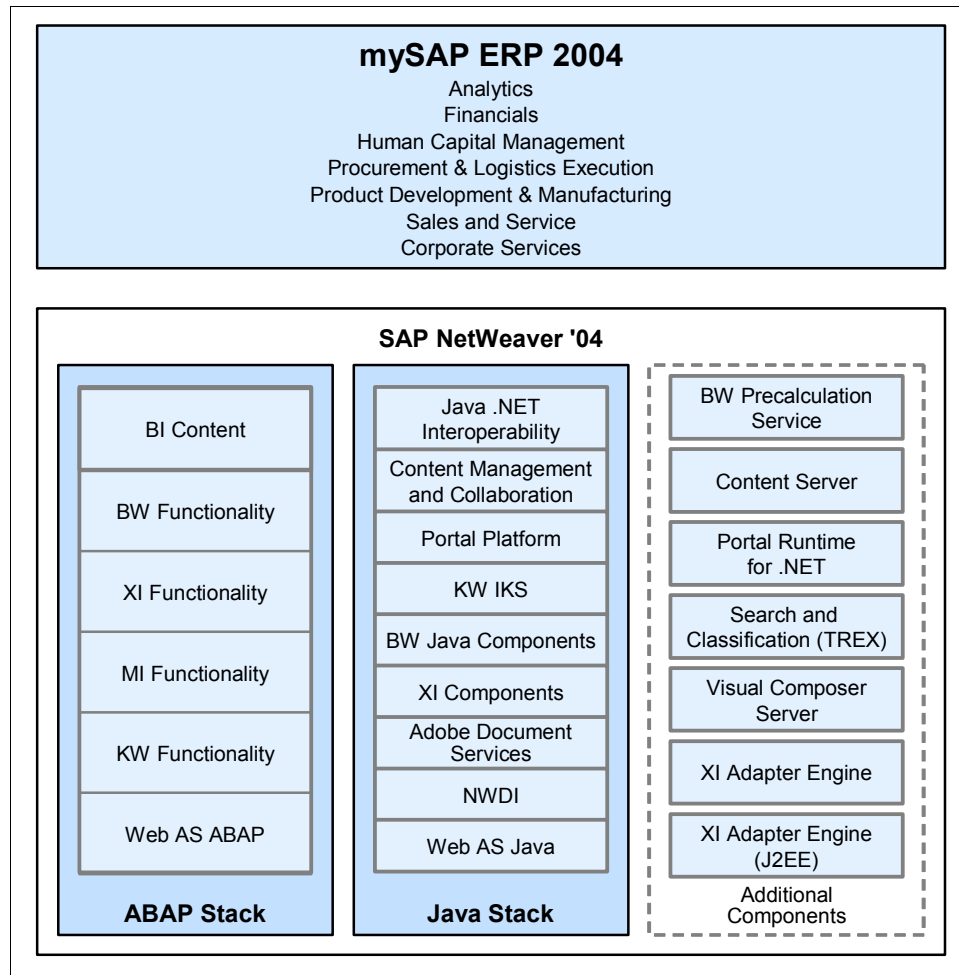 mySAP ERP 2004
Analytics
Financials
Human Capital Management
Procurement & Logistics Execution
Product Development & Manufacturing
Sales and Service
Corporate Services
SAP NetWeaver '04
BI Content
BW Functionality
XI Functionality
MI Functionality
KW Functionality
Web AS ABAP
ABAP Stack
Java .NET
Interoperability
Content Management
and Collaboration
Portal Platform
KW IKS
BW Java Components
XI Components
Adobe Document
Services
NWDI
Web AS Java
Java Stack
BW Precalculation
Service
Content Server
Portal Runtime
for .NET
Search and
Classification (TREX)
Visual Composer
Server
XI Adapter Engine
XI Adapter Engine
(J2EE)
Additional
Components